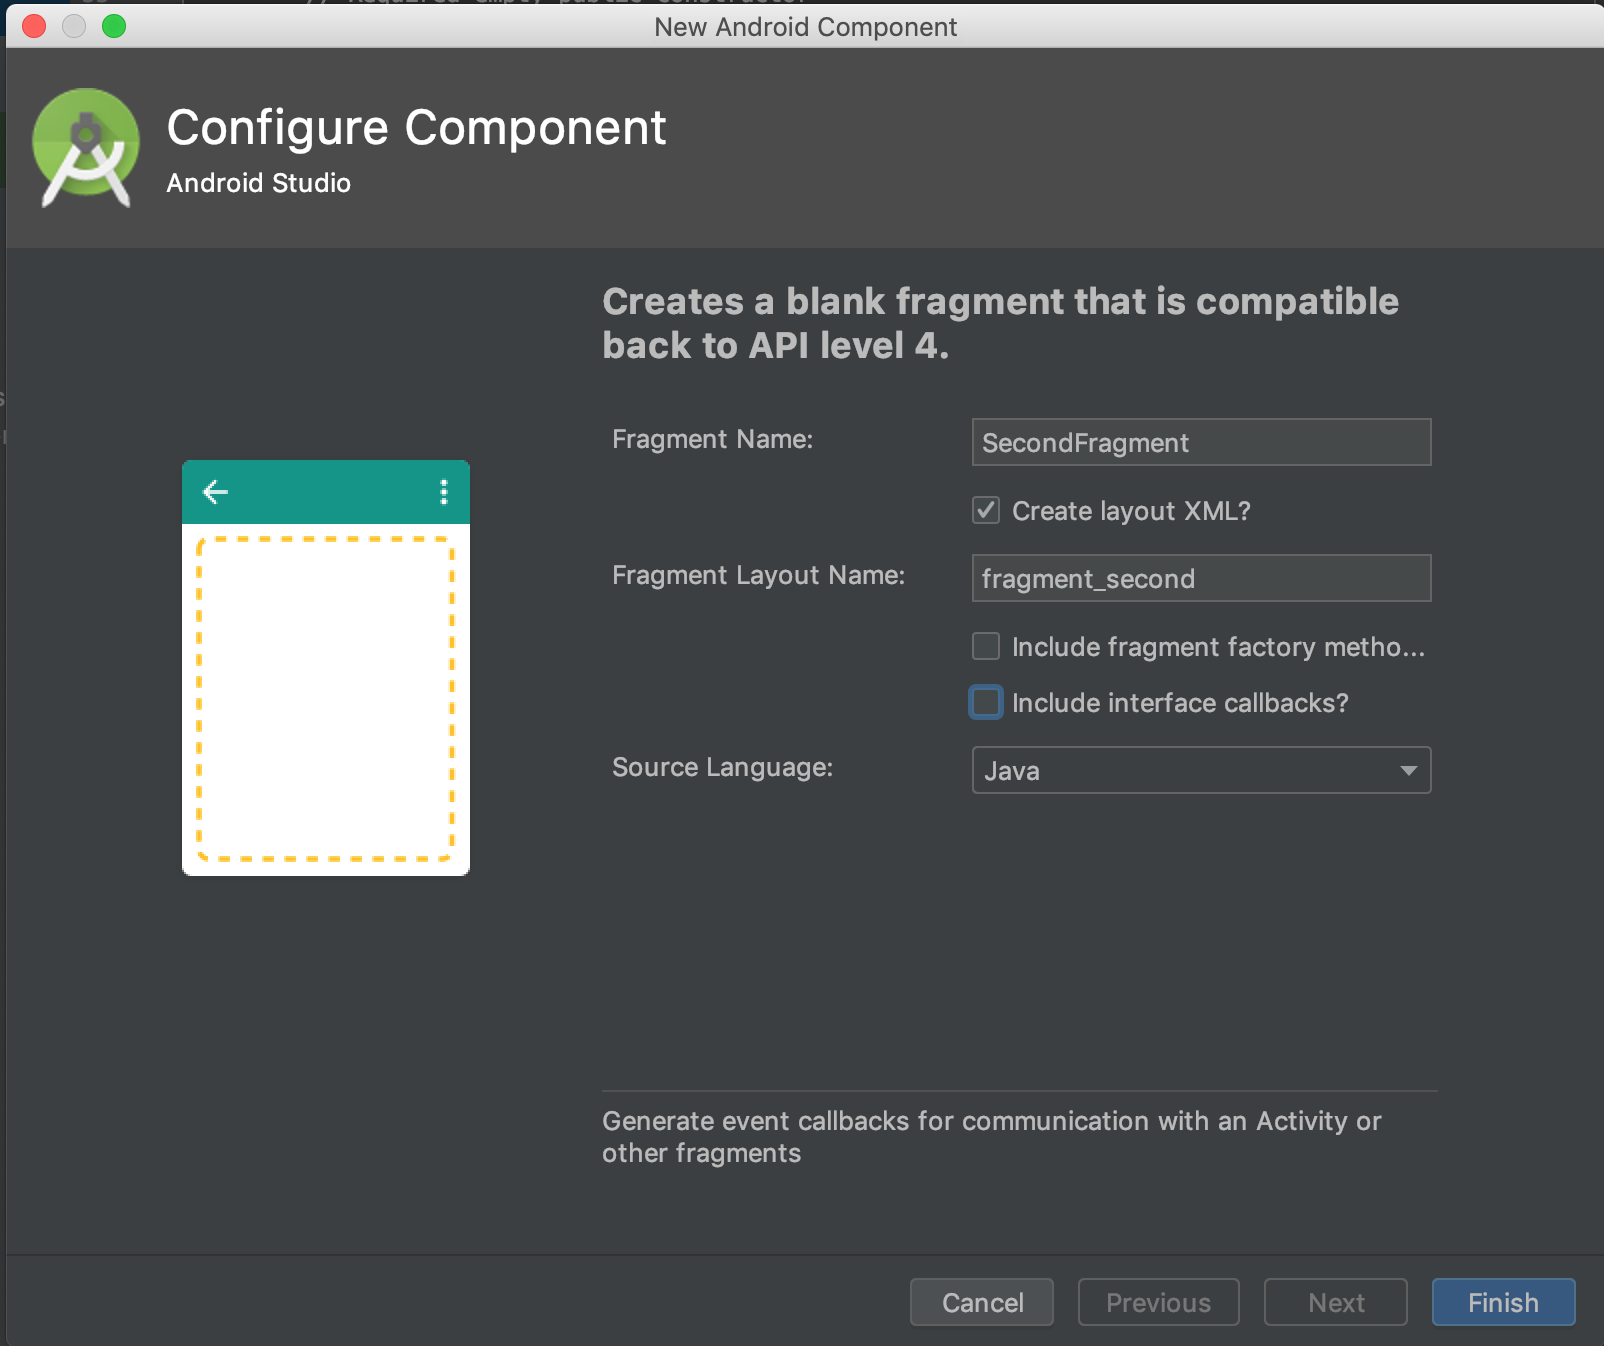 New Android Component
Configure Component
Android Studio
Creates a blank fragment that is compatible
back to API level 4.
Fragment Name:
SecondFragment
Create layout XML?
Fragment Layout Name:
fragment_second
Include fragment factory metho...
Include interface callbacks?
Source Language:
Java
Generate event callbacks for communication with an Activity or
other fragments
Cancel
Previous
Next
Finish